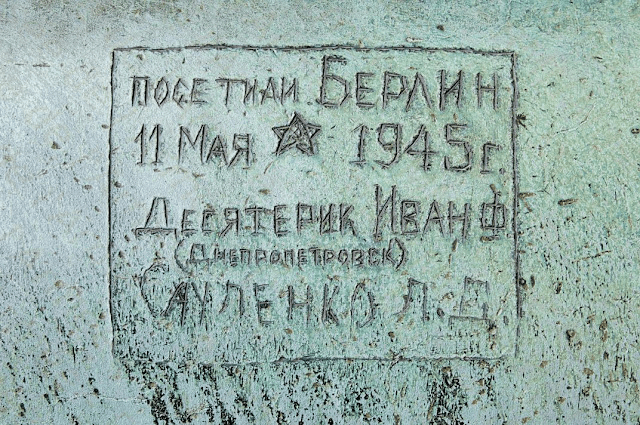 ПОСЕТИЛИ БЕРЛИН
11 МАЯ ★ 1945 г.
ДЕСЯТЕРИК ИВАН Ф
(ДНЕПРОПЕТРОВСК)
САУЛЕНКО Л. Д.